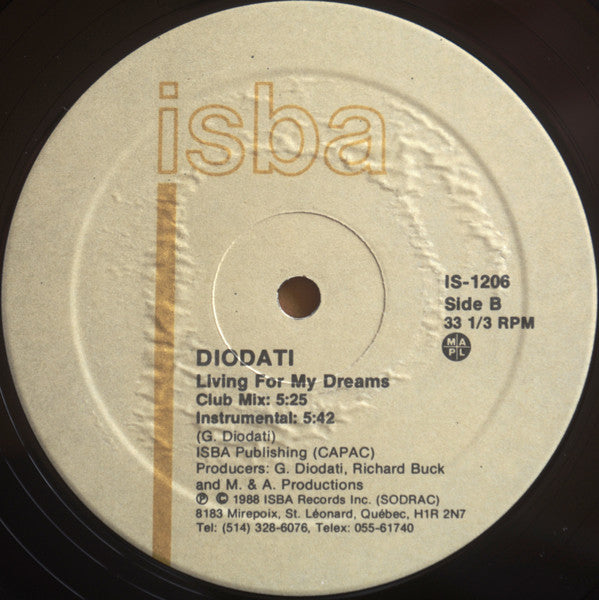 isba
IS-1206
Side B
33 1/3 RPM
M A
P L
DIODATI
Living For My Dreams
Club Mix: 5:25
Instrumental: 5:42
(G. Diodati)
ISBA Publishing (CAPAC)
Producers: G. Diodati, Richard Buck
and M. & A. Productions
℗ © 1988 ISBA Records Inc. (SODRAC)
8183 Mirepoix, St. Léonard, Québec, H1R 2N7
Tel: (514) 328-6076, Telex: 055-61740